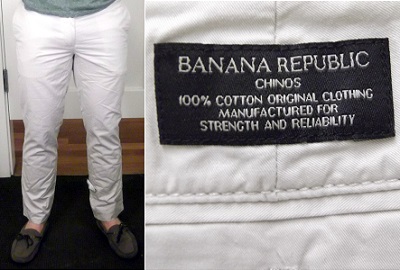 BANANA REPUBLIC
CHINOS
100% COTTON ORIGINAL CLOTHING
MANUFACTURED FOR
STRENGTH AND RELIABILITY